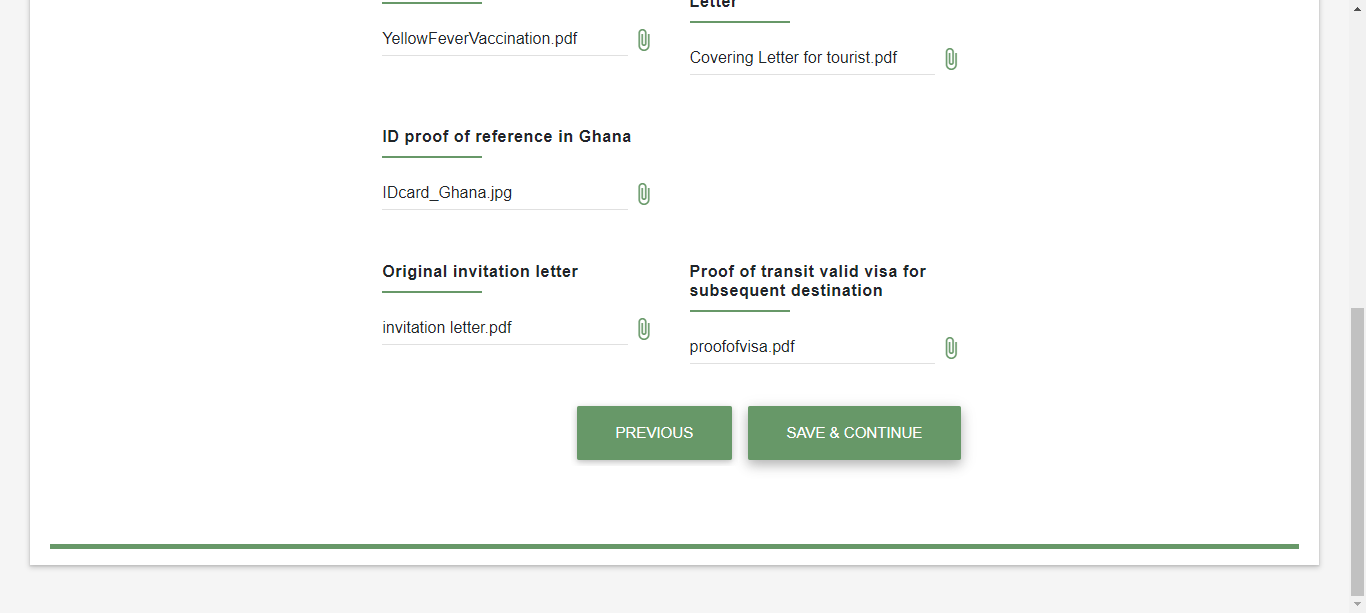 Letter
YellowFeverVaccination.pdf
Covering Letter for tourist.pdf
ID proof of reference in Ghana
IDcard_Ghana.jpg
Original invitation letter
invitation letter.pdf
Proof of transit valid visa for
subsequent destination
proofofvisa.pdf
PREVIOUS
SAVE & CONTINUE